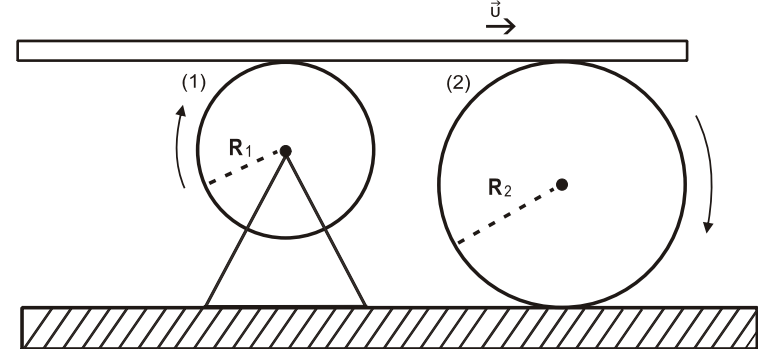 u⃗
(1)
(2)
R₁
R₂